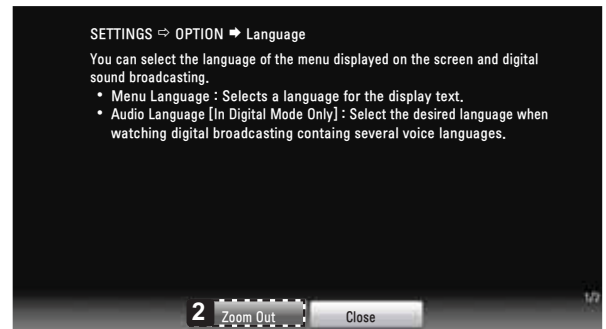 SETTINGS ⇨ OPTION ➡ Language
You can select the language of the menu displayed on the screen and digital
sound broadcasting.
• Menu Language : Selects a language for the display text.
• Audio Language [In Digital Mode Only] : Select the desired language when
watching digital broadcasting containg several voice languages.
2 Zoom Out Close